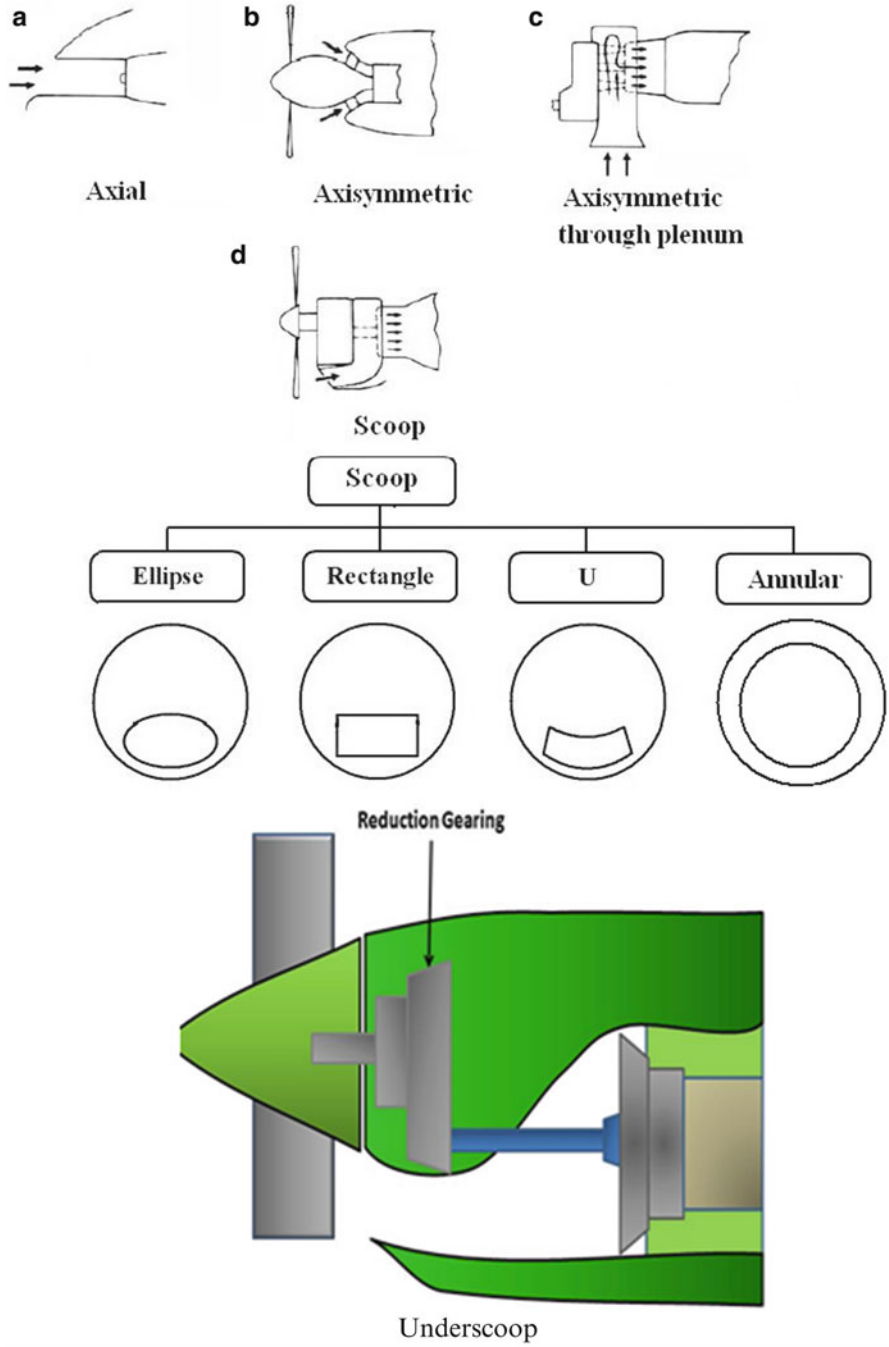 a
b
c
Axial
Axisymmetric
Axisymmetric
through plenum
d
Scoop
Scoop
Ellipse
Rectangle
U
Annular
Reduction Gearing
Underscoop